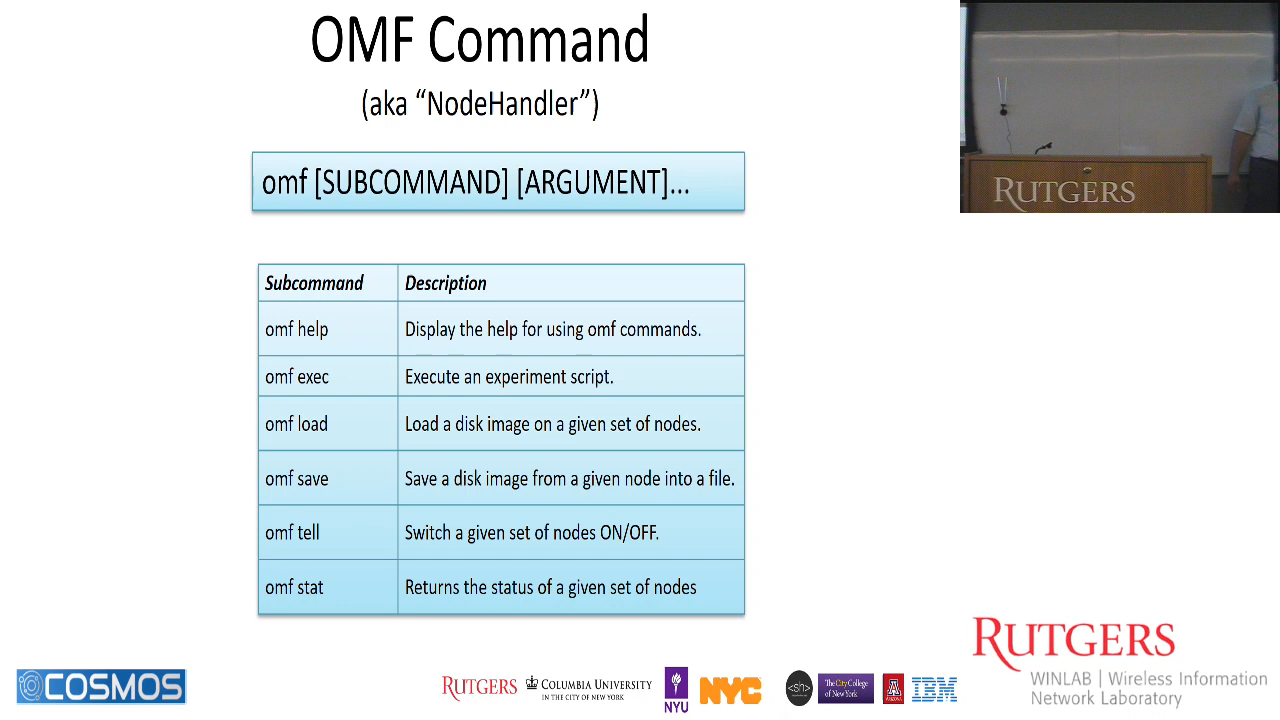 OMF Command
(aka “NodeHandler”)
omf [SUBCOMMAND] [ARGUMENT]...
Subcommand Description
omf help Display the help for using omf commands.
omf exec Execute an experiment script.
omf load Load a disk image on a given set of nodes.
omf save Save a disk image from a given node into a file.
omf tell Switch a given set of nodes ON/OFF.
omf stat Returns the status of a given set of nodes
RUTGERS
RUTGERS
WINLAB | Wireless Information
Network Laboratory
COSMOS
RUTGERS
COLUMBIA UNIVERSITY
IN THE CITY OF NEW YORK
NYU
NYC
<sh>
The City College
of New York
A
ARIZONA
IBM